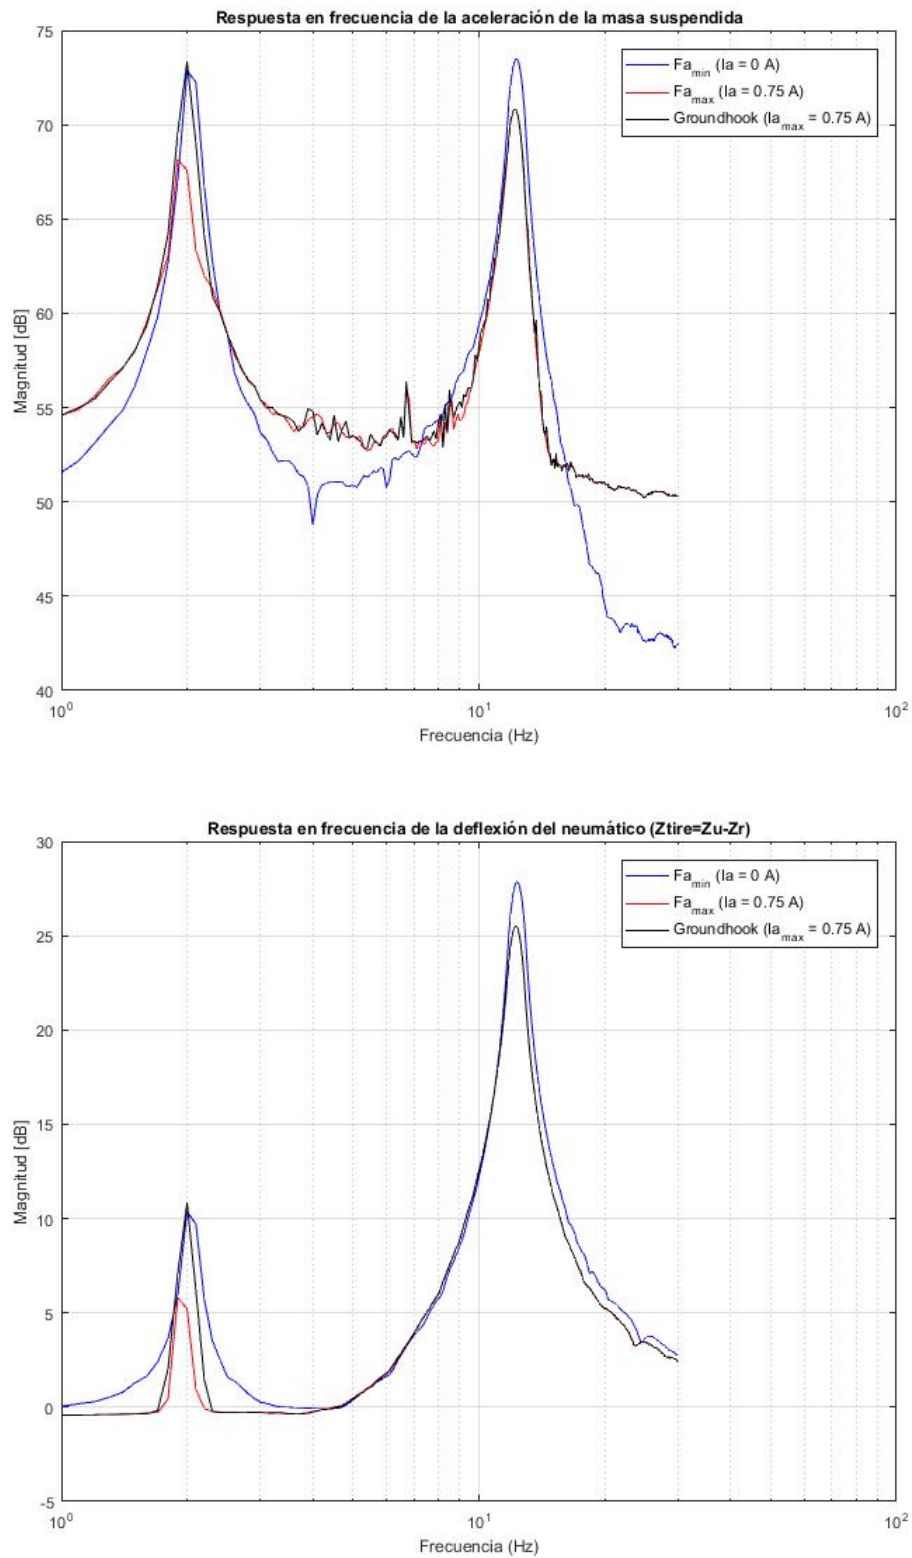 Respuesta en frecuencia de la aceleración de la masa suspendida
75
70
65
60
55
50
45
40
Magnitud [dB]
Fa_min (Ia = 0 A)
Fa_max (Ia = 0.75 A)
Groundhook (Ia_max = 0.75 A)
10^0 10^1 10^2
Frecuencia (Hz)
Respuesta en frecuencia de la deflexión del neumático (Ztire=Zu-Zr)
30
25
20
15
10
5
0
-5
Magnitud [dB]
Fa_min (Ia = 0 A)
Fa_max (Ia = 0.75 A)
Groundhook (Ia_max = 0.75 A)
10^0 10^1 10^2
Frecuencia (Hz)